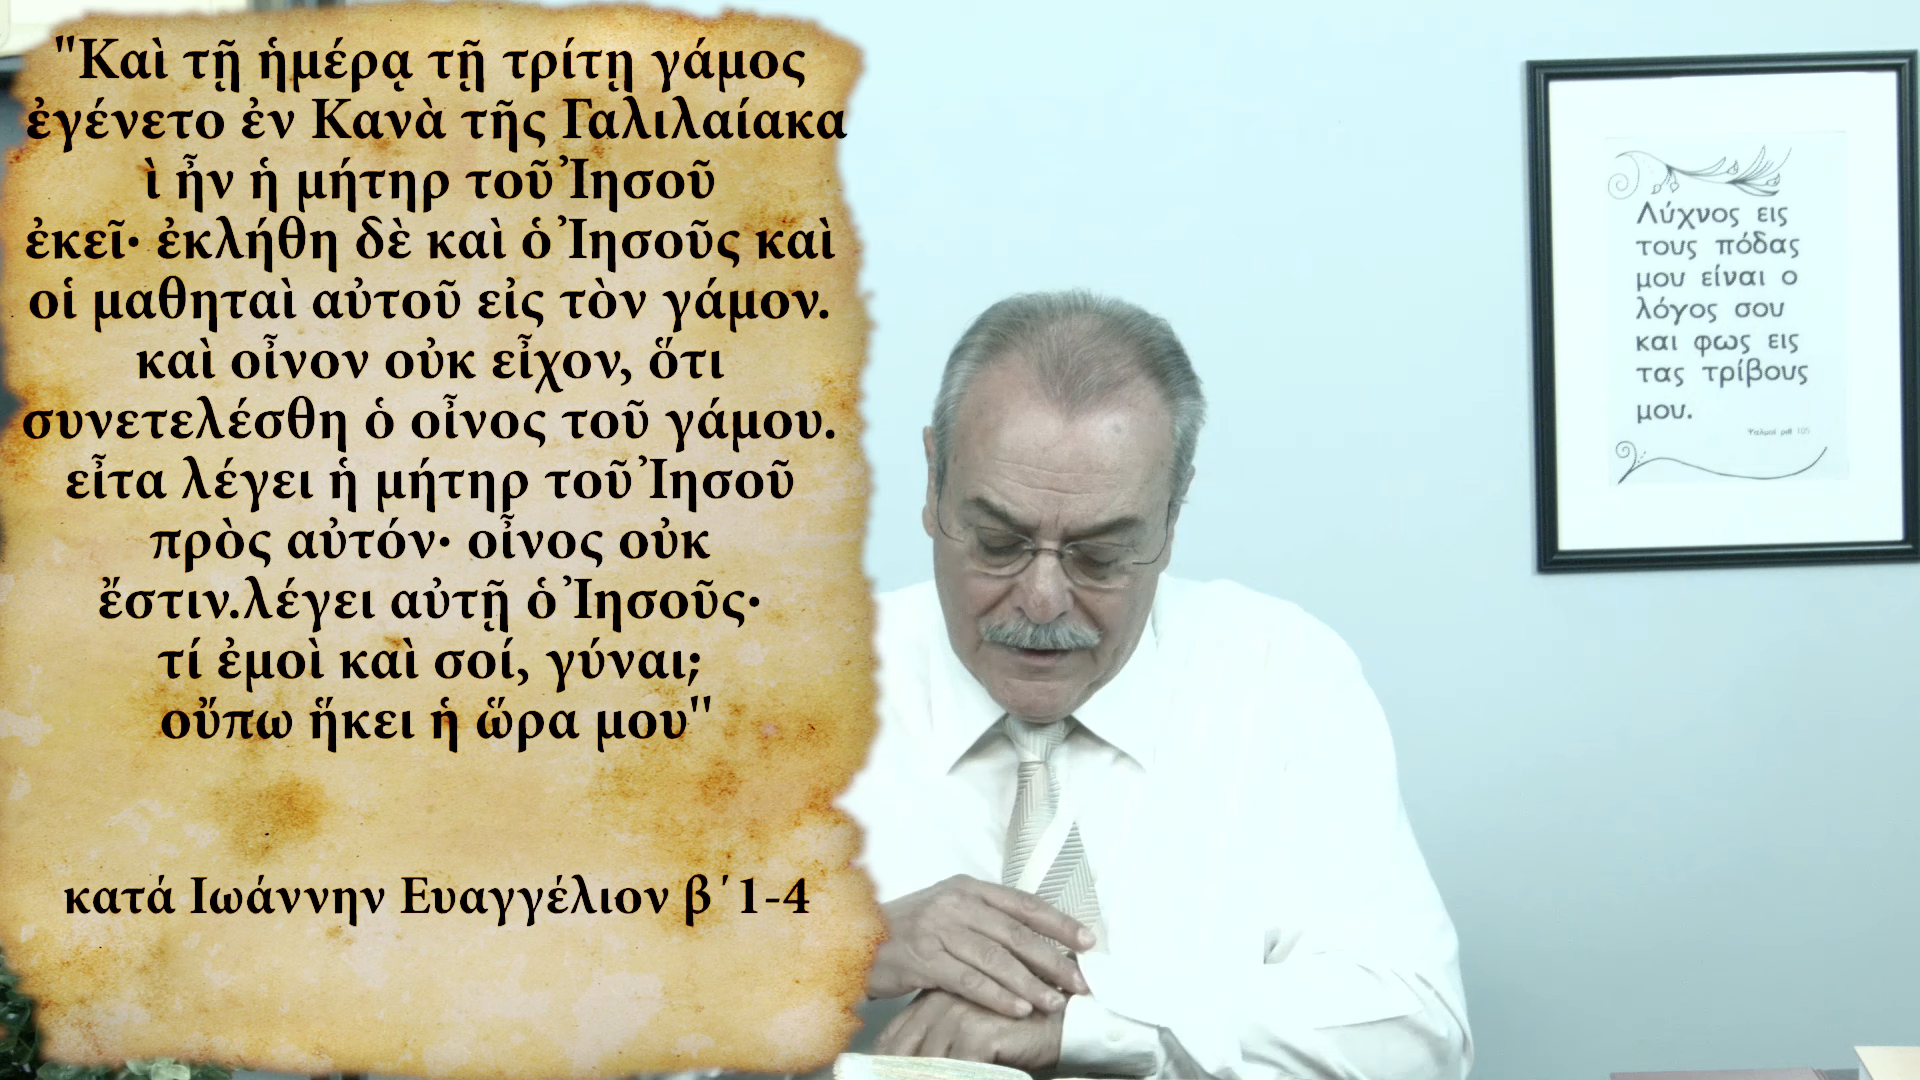 "Καὶ τῇ ἡμέρᾳ τῇ τρίτῃ γάμος
ἐγένετο ἐν Κανὰ τῆς Γαλιλαίακα
ὶ ἦν ἡ μήτηρ τοῦ Ἰησοῦ
ἐκεῖ· ἐκλήθη δὲ καὶ ὁ Ἰησοῦς καὶ
οἱ μαθηταὶ αὐτοῦ εἰς τὸν γάμον.
καὶ οἶνον οὐκ εἶχον, ὅτι
συνετελέσθη ὁ οἶνος τοῦ γάμου.
εἶτα λέγει ἡ μήτηρ τοῦ Ἰησοῦ
πρὸς αὐτόν· οἶνος οὐκ
ἔστιν.λέγει αὐτῇ ὁ Ἰησοῦς·
τί ἐμοὶ καὶ σοί, γύναι;
οὔπω ἥκει ἡ ὥρα μου"
κατά Ιωάννην Ευαγγέλιον β΄1-4
Λύχνος εις
τους πόδας
μου είναι ο
λόγος σου
και φως εις
τας τρίβους
μου.
Ψαλμοί ριθ 105